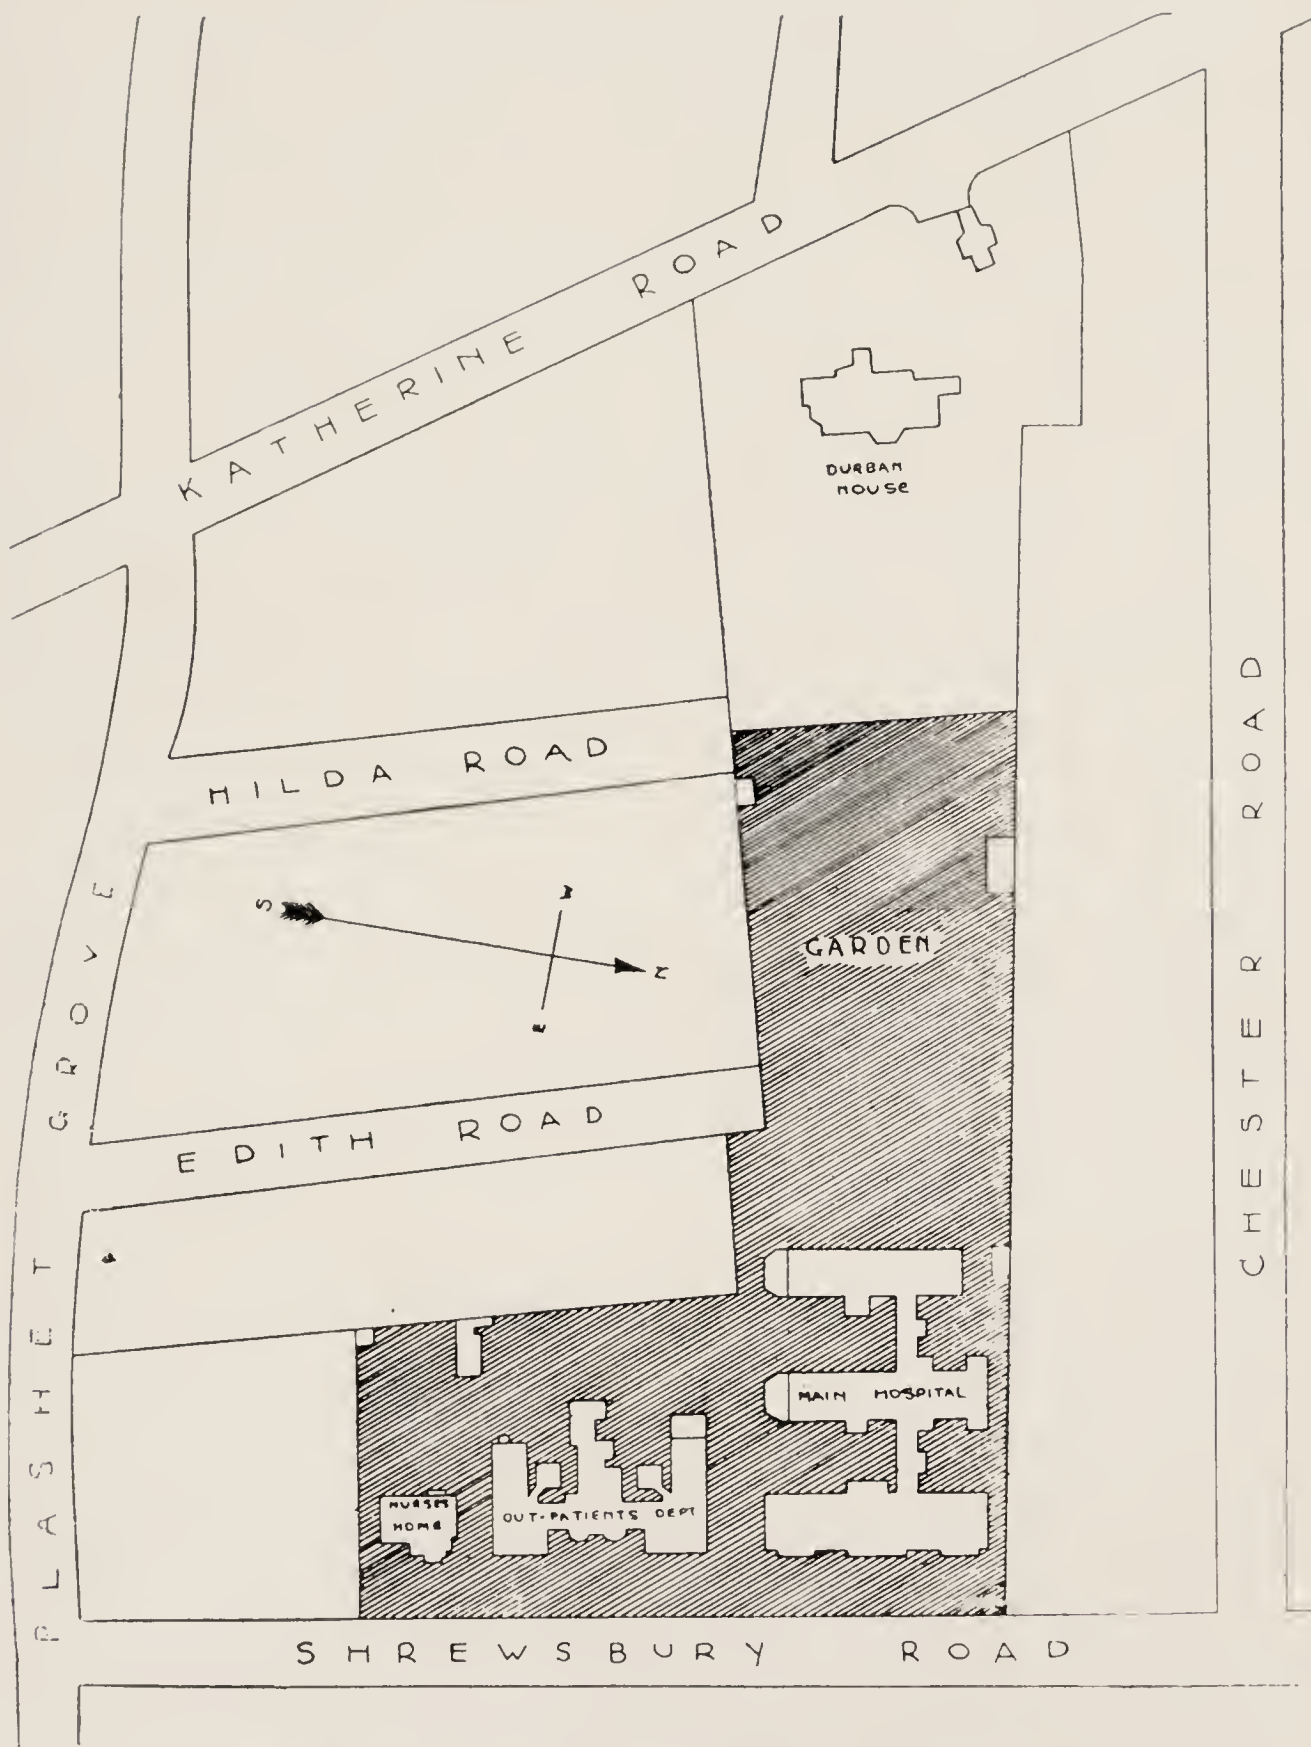 KATHERINE ROAD
DURBAN
HOUSE
HILDA ROAD
S
W
N
E
GARDEN
EDITH ROAD
PLASHET GROVE
CHESTER ROAD
MAIN HOSPITAL
NURSES
HOME
OUT-PATIENTS DEPT
SHREWSBURY ROAD